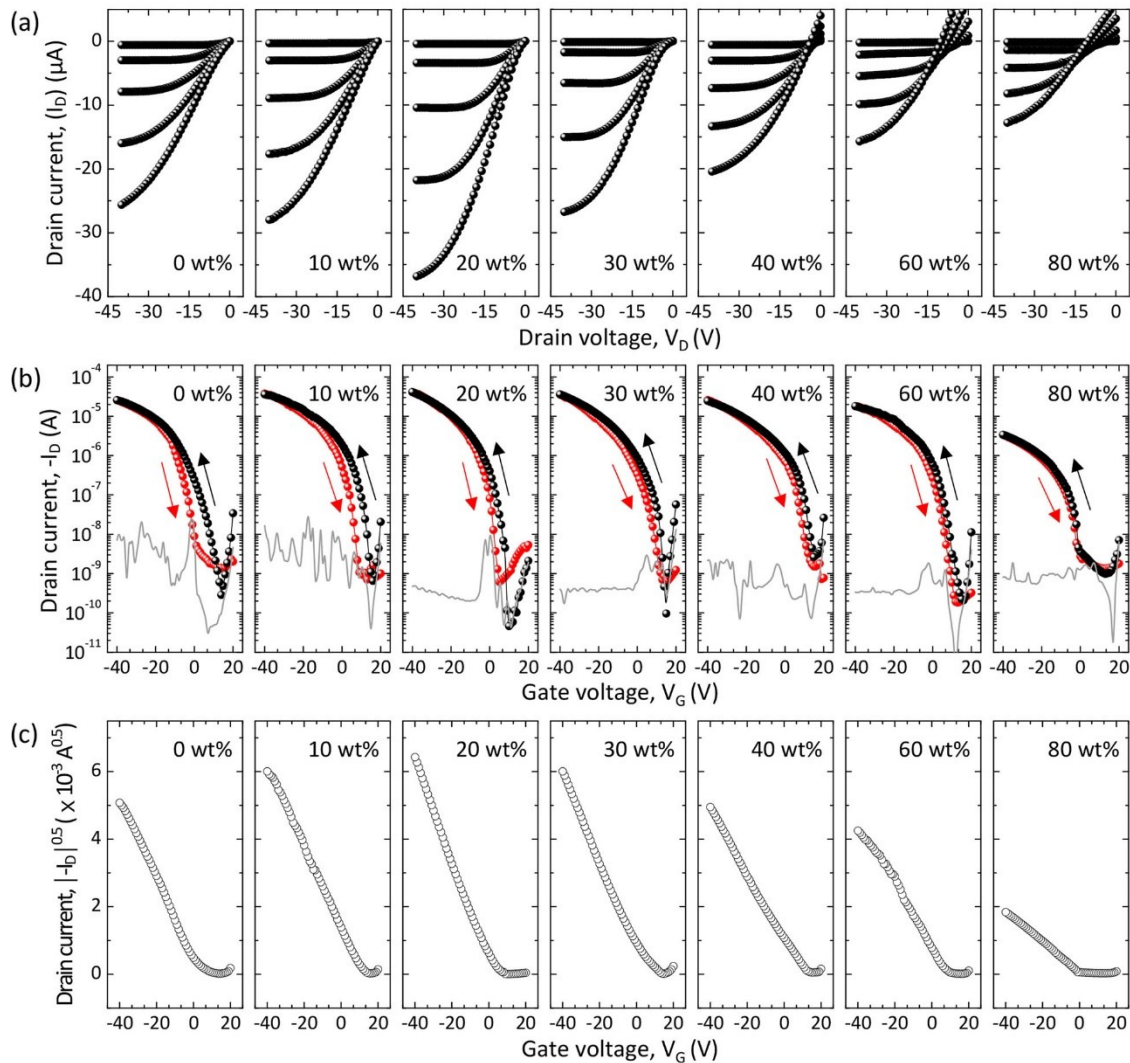 (a)
Drain current, (I_D) (μA)
0
-10
-20
-30
-40
0 wt%
10 wt%
20 wt%
30 wt%
40 wt%
60 wt%
80 wt%
-45 -30 -15 0 -45 -30 -15 0 -45 -30 -15 0 -45 -30 -15 0 -45 -30 -15 0 -45 -30 -15 0 -45 -30 -15 0
Drain voltage, V_D (V)
(b)
Drain current, -I_D (A)
10^-4
10^-5
10^-6
10^-7
10^-8
10^-9
10^-10
10^-11
0 wt%
10 wt%
20 wt%
30 wt%
40 wt%
60 wt%
80 wt%
-40 -20 0 20 -40 -20 0 20 -40 -20 0 20 -40 -20 0 20 -40 -20 0 20 -40 -20 0 20 -40 -20 0 20
Gate voltage, V_G (V)
(c)
Drain current, |-I_D|^0.5 ( x 10^-3 A^0.5)
6
4
2
0
0 wt%
10 wt%
20 wt%
30 wt%
40 wt%
60 wt%
80 wt%
-40 -20 0 20 -40 -20 0 20 -40 -20 0 20 -40 -20 0 20 -40 -20 0 20 -40 -20 0 20 -40 -20 0 20
Gate voltage, V_G (V)